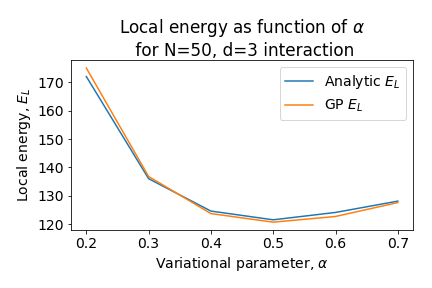 Local energy as function of α
for N=50, d=3 interaction
Local energy, E_L
170
160
150
140
130
120
Analytic E_L
GP E_L
0.2 0.3 0.4 0.5 0.6 0.7
Variational parameter, α